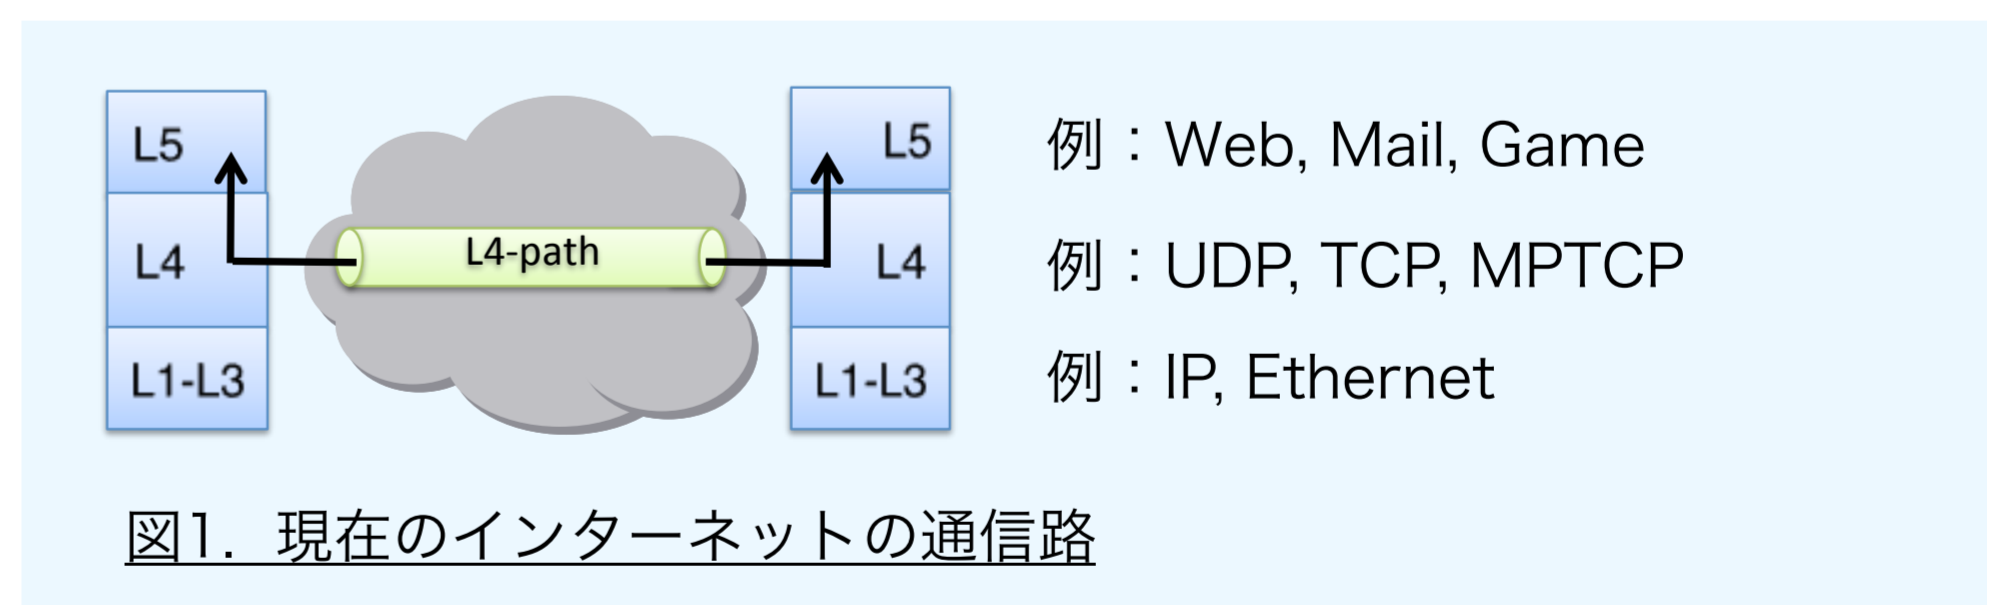 L5
L5
例：Web, Mail, Game
L4
L4-path
L4
例：UDP, TCP, MPTCP
L1-L3
L1-L3
例：IP, Ethernet
図1. 現在のインターネットの通信路